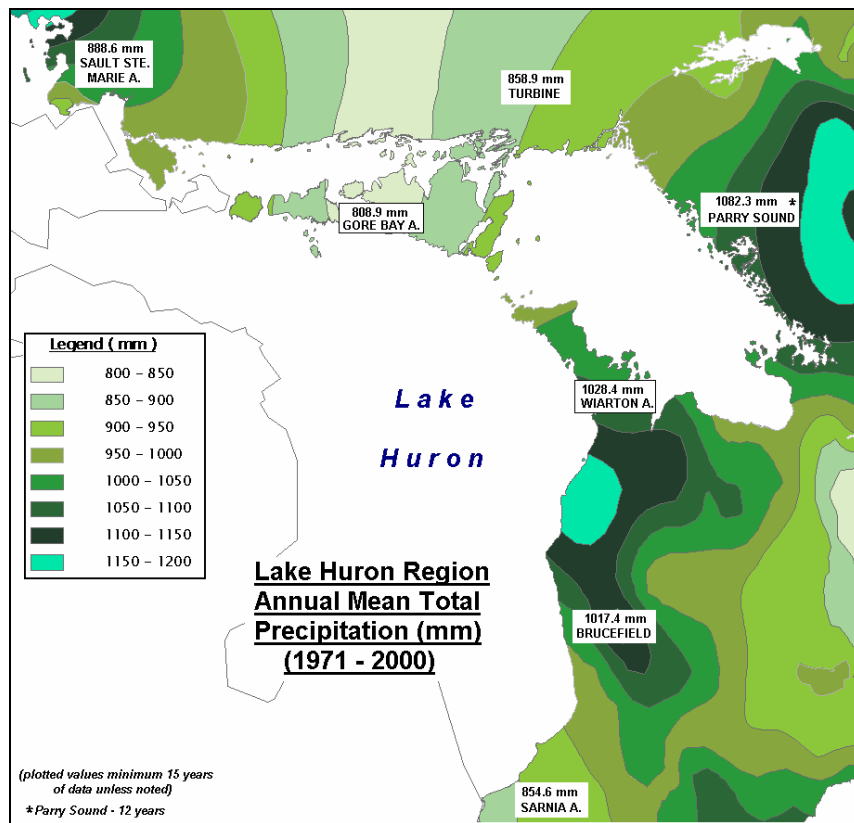 888.6 mm
SAULT STE.
MARIE A.
858.9 mm
TURBINE
1082.3 mm *
PARRY SOUND
808.9 mm
GORE BAY A.
Legend ( mm )
800 – 850
850 – 900
900 – 950
950 – 1000
1000 – 1050
1050 – 1100
1100 – 1150
1150 – 1200
1028.4 mm
WIARTON A.
Lake
Huron
Lake Huron Region
Annual Mean Total
Precipitation (mm)
(1971 - 2000)
1017.4 mm
BRUCEFIELD
(plotted values minimum 15 years
of data unless noted)
*Parry Sound - 12 years
854.6 mm
SARNIA A.